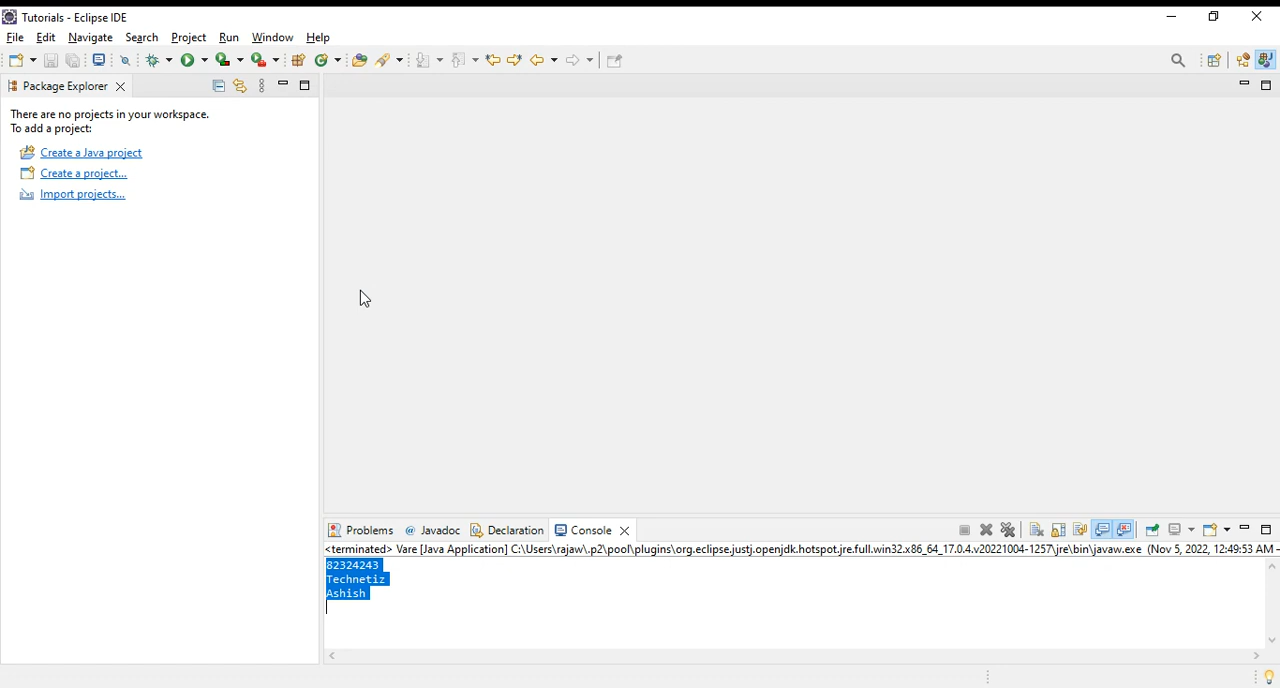 Tutorials - Eclipse IDE
File Edit Navigate Search Project Run Window Help
Package Explorer
There are no projects in your workspace.
To add a project:
Create a Java project
Create a project...
Import projects...
Problems @ Javadoc Declaration Console
<terminated> Vare [Java Application] C:\Users\rajaw\.p2\pool\plugins\org.eclipse.justj.openjdk.hotspot.jre.full.win32.x86_64_17.0.4.v20221004-1257\jre\bin\javaw.exe (Nov 5, 2022, 12:49:53 AM –
82324243
Technetiz
Ashish